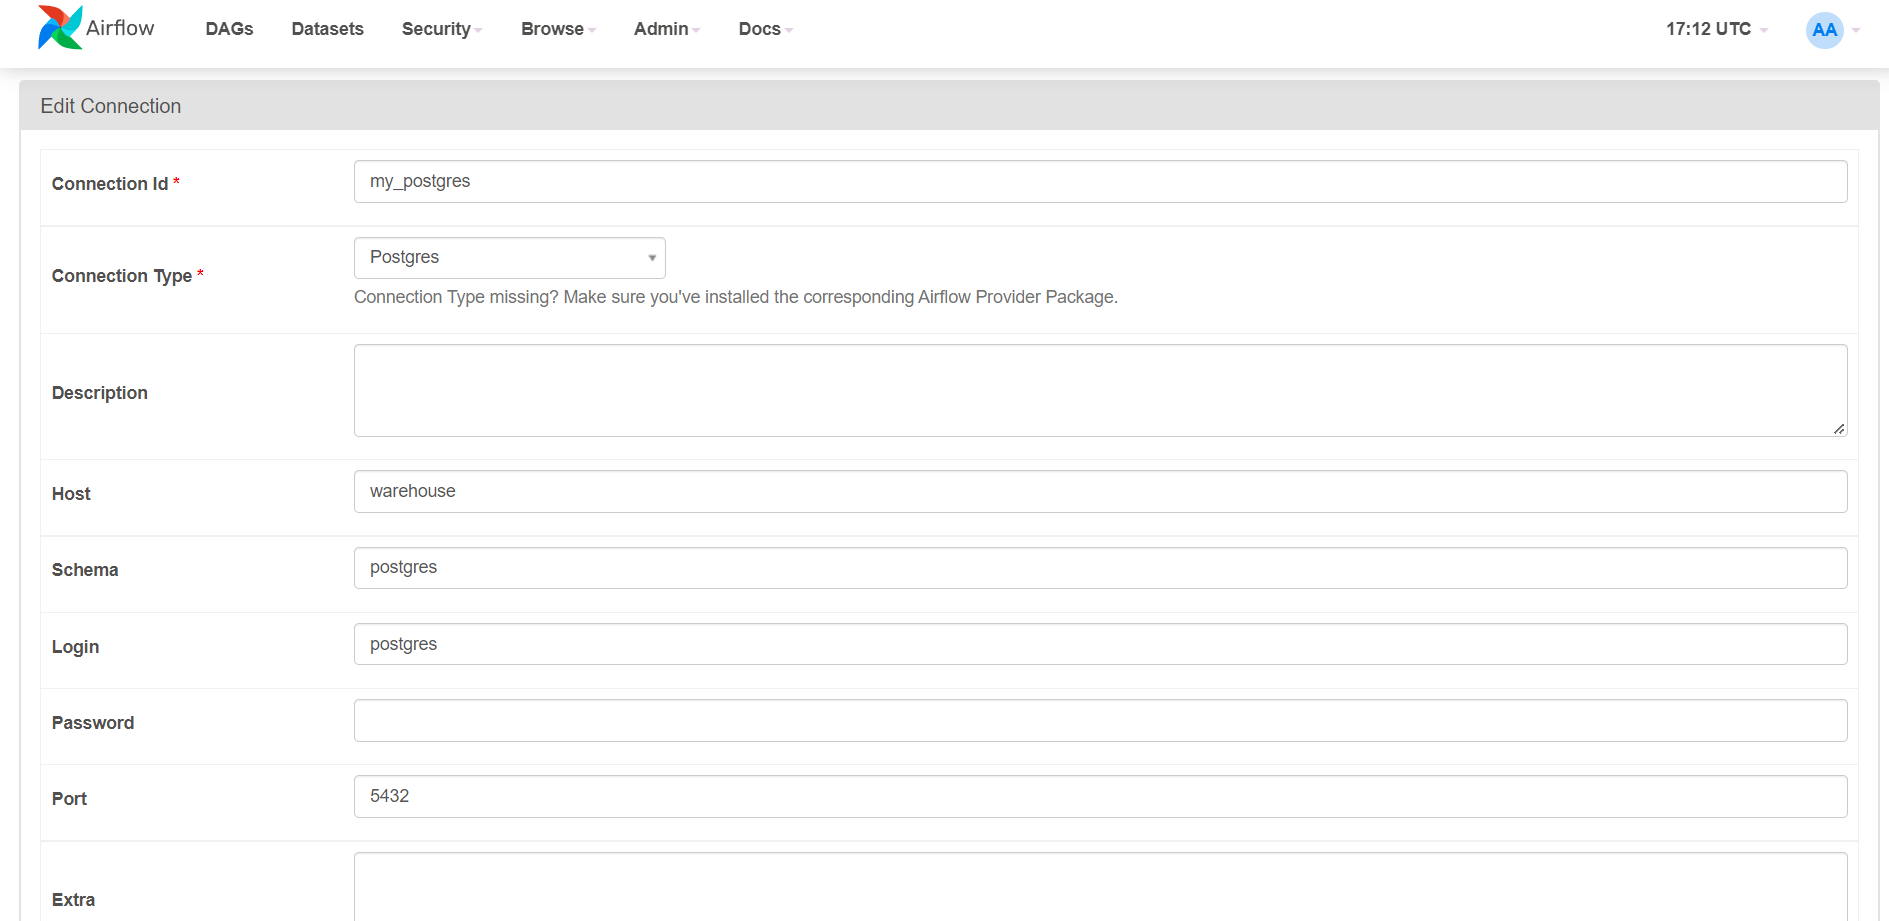 Airflow DAGs Datasets Security Browse Admin Docs 17:12 UTC AA
Edit Connection
Connection Id * my_postgres
Connection Type * Postgres
Connection Type missing? Make sure you've installed the corresponding Airflow Provider Package.
Description
Host warehouse
Schema postgres
Login postgres
Password
Port 5432
Extra